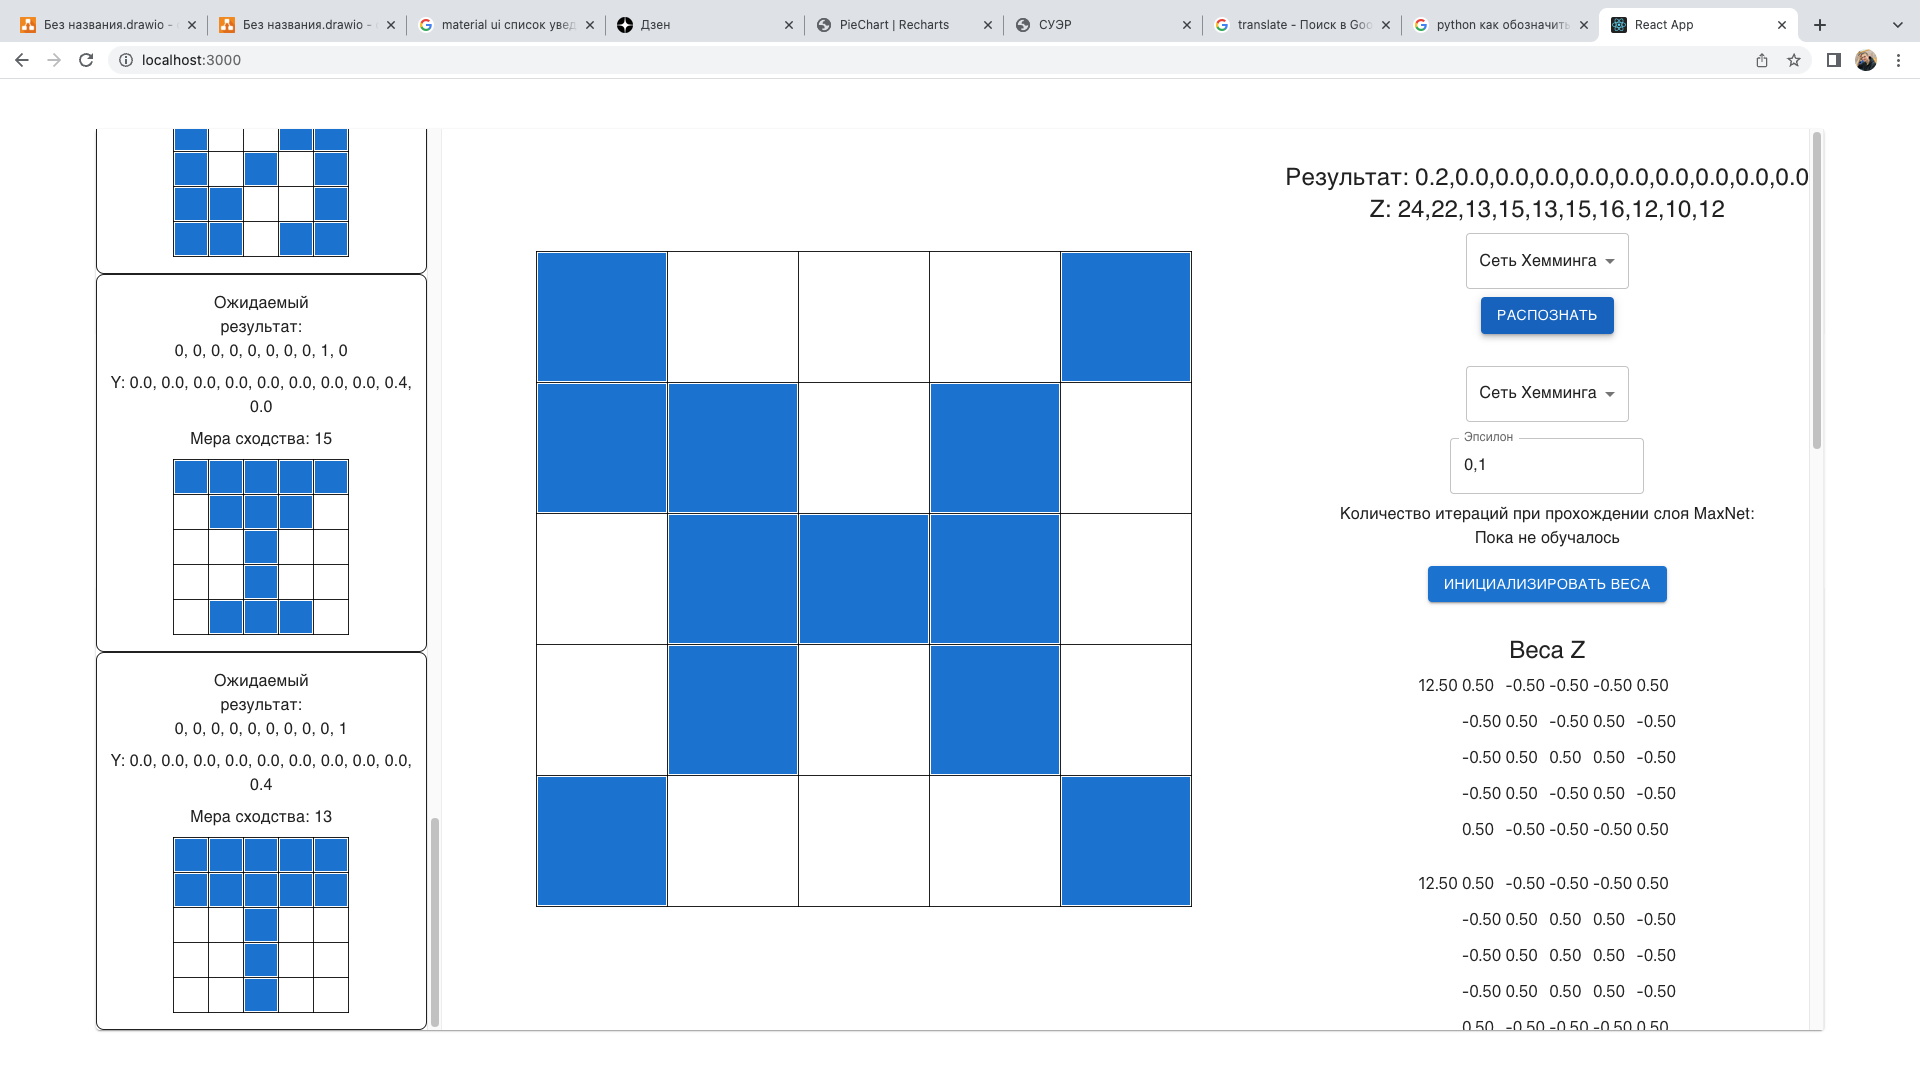 Без названия.drawio -
Без названия.drawio -
material ui список увед
Дзен
PieChart | Recharts
СУЭР
translate - Поиск в Goo
python как обозначить
React App
localhost:3000
Ожидаемый
результат:
0, 0, 0, 0, 0, 0, 0, 0, 1, 0
Y: 0.0, 0.0, 0.0, 0.0, 0.0, 0.0, 0.0, 0.0, 0.4,
0.0
Мера сходства: 15
Ожидаемый
результат:
0, 0, 0, 0, 0, 0, 0, 0, 0, 1
Y: 0.0, 0.0, 0.0, 0.0, 0.0, 0.0, 0.0, 0.0, 0.0,
0.4
Мера сходства: 13
Результат: 0.2,0.0,0.0,0.0,0.0,0.0,0.0,0.0,0.0,0.0
Z: 24,22,13,15,13,15,16,12,10,12
Сеть Хемминга
РАСПОЗНАТЬ
Сеть Хемминга
Эпсилон
0,1
Количество итераций при прохождении слоя MaxNet:
Пока не обучалось
ИНИЦИАЛИЗИРОВАТЬ ВЕСА
Веса Z
12.50 0.50 -0.50 -0.50 -0.50 0.50
-0.50 0.50 -0.50 0.50 -0.50
-0.50 0.50 0.50 0.50 -0.50
-0.50 0.50 -0.50 0.50 -0.50
0.50 -0.50 -0.50 -0.50 0.50
12.50 0.50 -0.50 -0.50 -0.50 0.50
-0.50 0.50 0.50 0.50 -0.50
-0.50 0.50 0.50 0.50 -0.50
-0.50 0.50 0.50 0.50 -0.50
0.50 -0.50 -0.50 -0.50 0.50